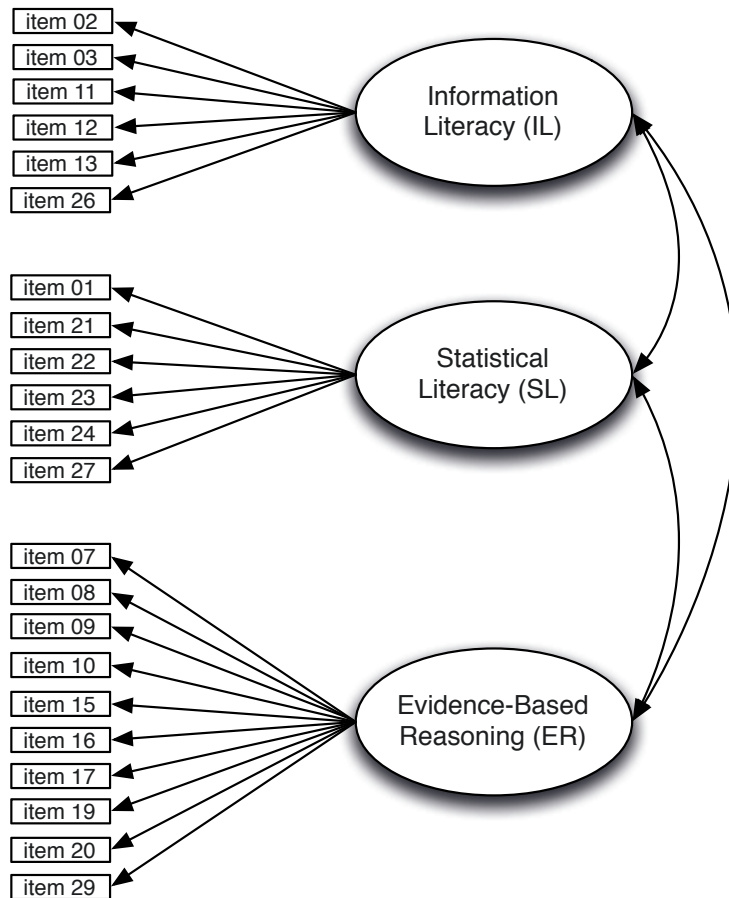 item 02
item 03
item 11
item 12
item 13
item 26
Information
Literacy (IL)
item 01
item 21
item 22
item 23
item 24
item 27
Statistical
Literacy (SL)
item 07
item 08
item 09
item 10
item 15
item 16
item 17
item 19
item 20
item 29
Evidence-Based
Reasoning (ER)